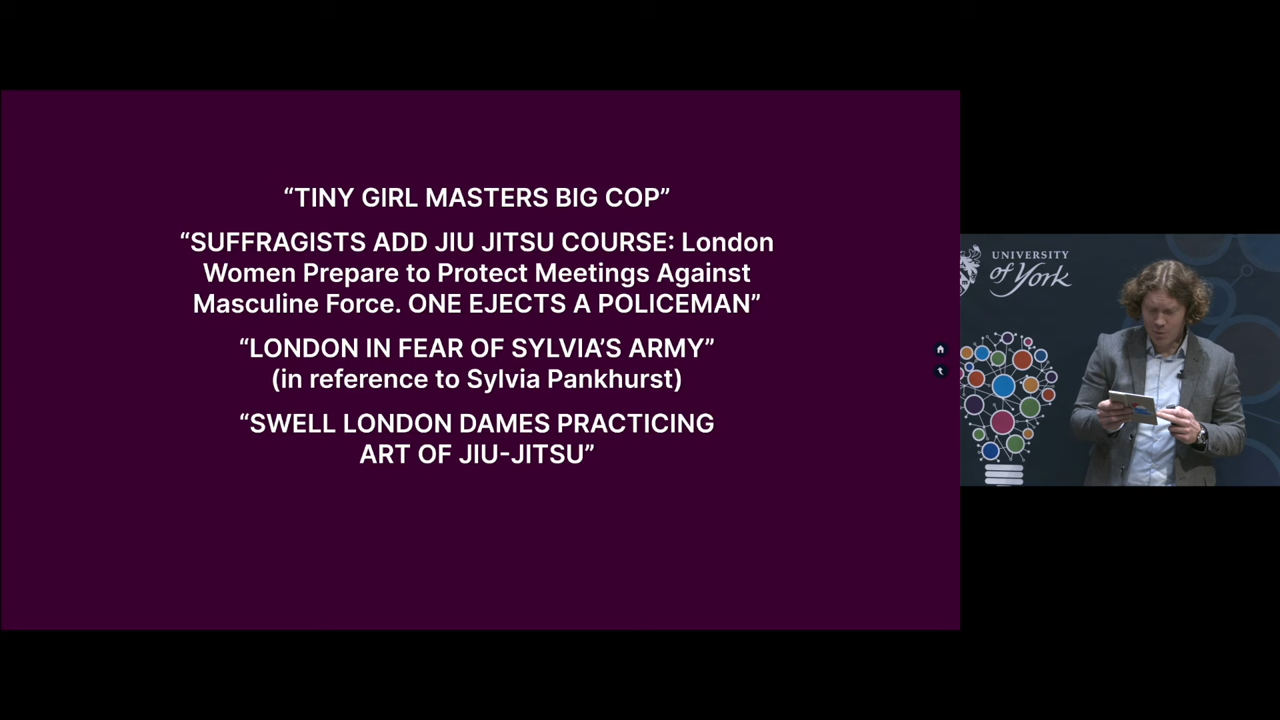 “TINY GIRL MASTERS BIG COP”
“SUFFRAGISTS ADD JIU JITSU COURSE: London
Women Prepare to Protect Meetings Against
Masculine Force. ONE EJECTS A POLICEMAN”
“LONDON IN FEAR OF SYLVIA’S ARMY”
(in reference to Sylvia Pankhurst)
“SWELL LONDON DAMES PRACTICING
ART OF JIU-JITSU”
UNIVERSITY
of York